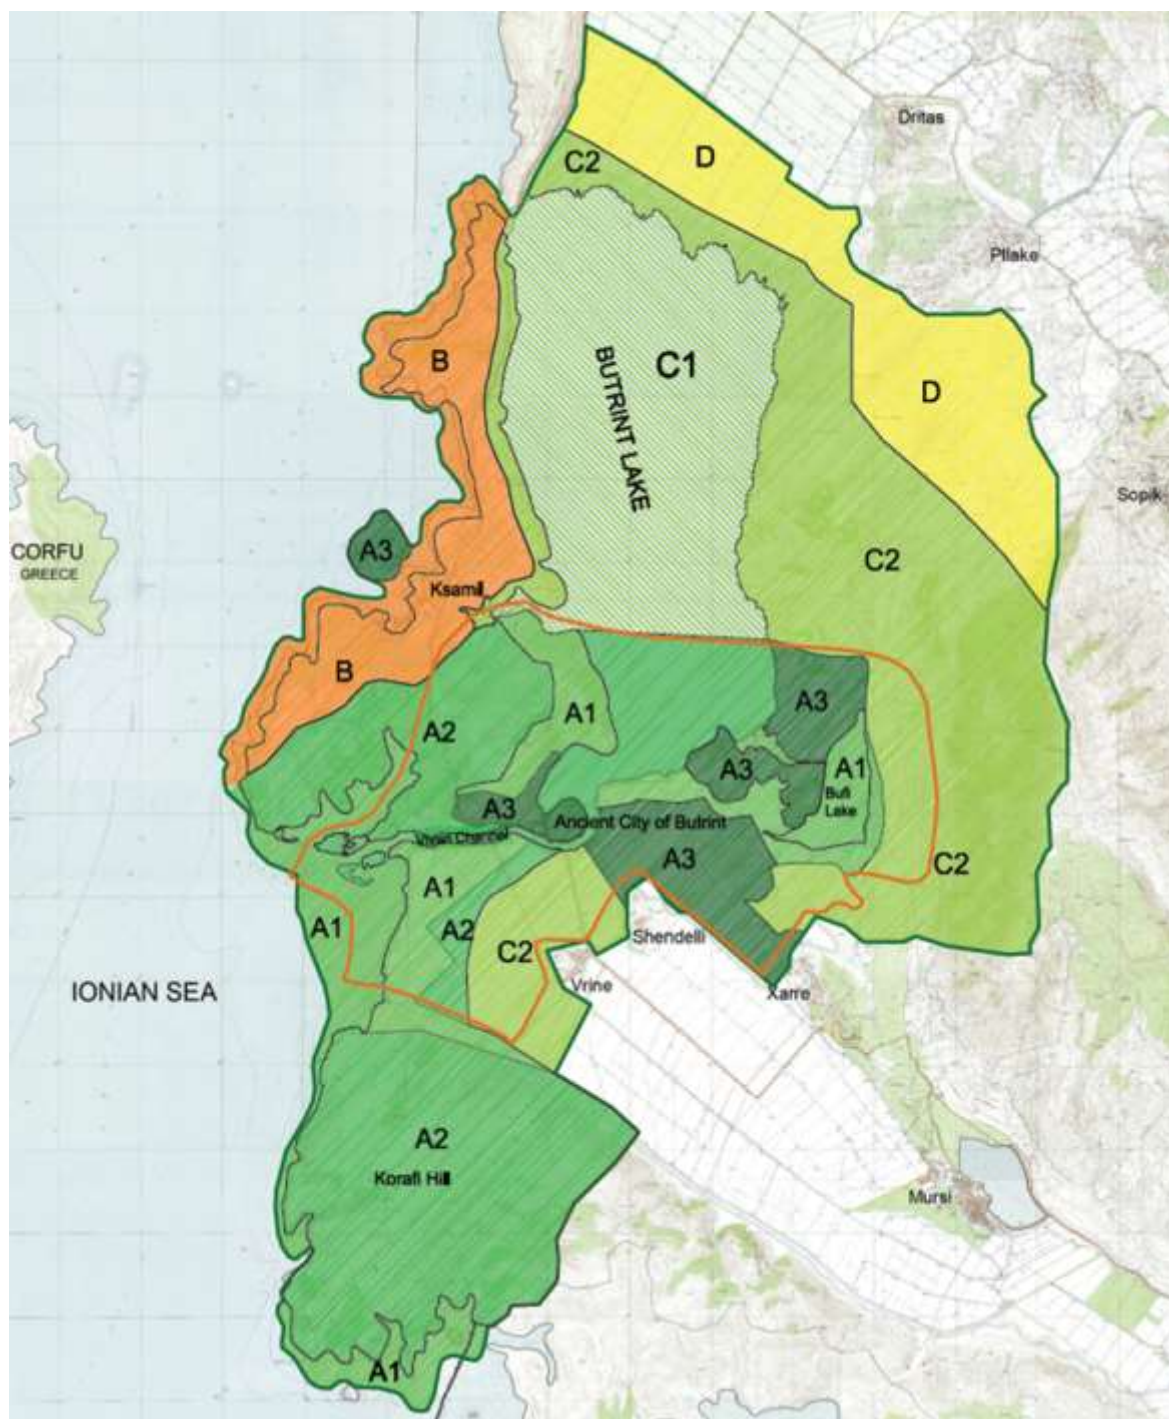 Dritas
D
C2
Ptlake
B
C1
BUTRINT LAKE
D
Sopik
A3
CORFU
GREECE
C2
Ksamil
B
A3
A1
A2
A3
A1
Bufi
Lake
A3
Ancient City of Butrint
Vivari Channel
A3
C2
A1
A1
A2
Shendelli
C2
Vrine
IONIAN SEA
Xarre
A2
Korafi Hill
Mursi
A1